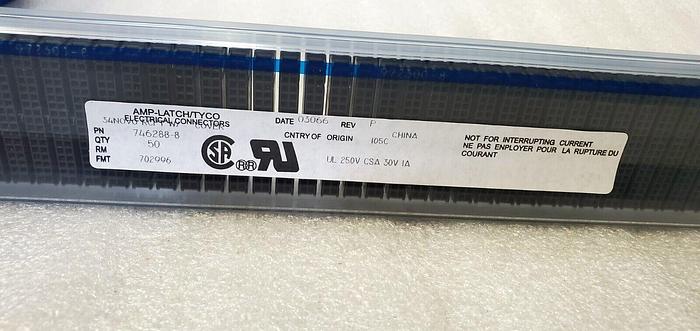 AMP-LATCH/TYCO
ELECTRICAL CONNECTORS
DATE 03066 REV P
PN 746288-8
CNTRY OF ORIGIN CHINA
QTY 50
105C
RM
FMT 702996
UL 250V CSA 30V 1A
NOT FOR INTERRUPTING CURRENT
NE PAS ENPLOYER POUR LA RUPTURE DU
COURANT